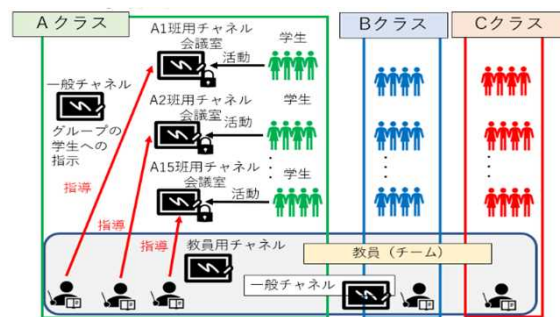 Aクラス
Bクラス
Cクラス
A1班用チャネル
会議室
学生
活動
一般チャネル
グループの
学生への
指示
A2班用チャネル
会議室
学生
活動
A15班用チャネル
会議室
学生
活動
指導
指導
指導
教員用チャネル
教員（チーム）
一般チャネル